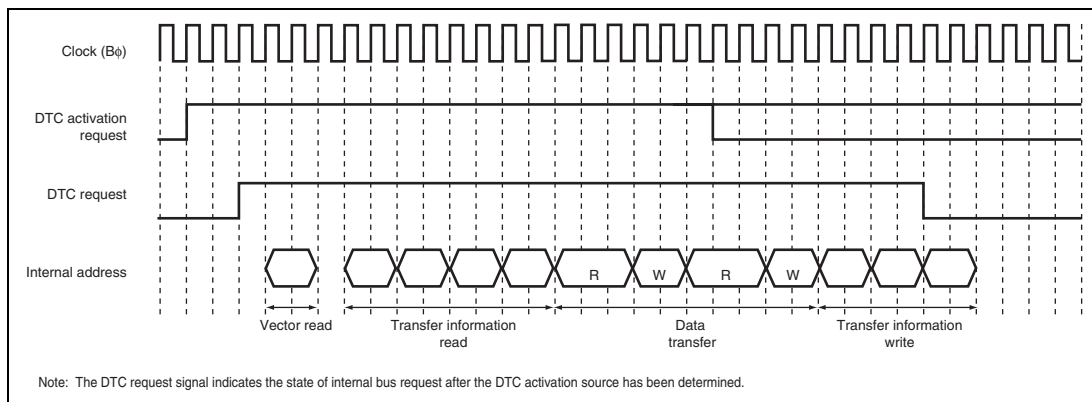 Clock (Bϕ)
DTC activation
request
DTC request
Internal address
R
W
R
W
Vector read
Transfer information
read
Data
transfer
Transfer information
write
Note: The DTC request signal indicates the state of internal bus request after the DTC activation source has been determined.